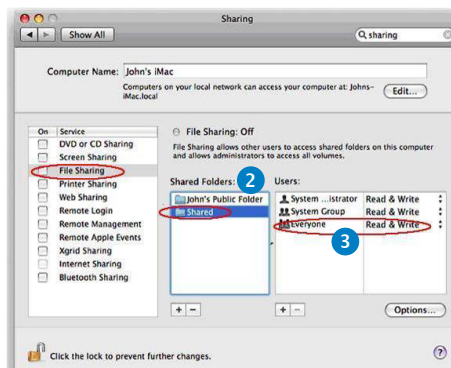 Sharing
Show All
sharing
Computer Name: John's iMac
Computers on your local network can access your computer at: Johns-
iMac.local
Edit...
On Service
DVD or CD Sharing
Screen Sharing
File Sharing
Printer Sharing
Web Sharing
Remote Login
Remote Management
Remote Apple Events
Xgrid Sharing
Internet Sharing
Bluetooth Sharing
File Sharing: Off
File Sharing allows other users to access shared folders on this computer
and allows administrators to access all volumes.
Shared Folders: 2
John's Public Folder
Shared
Users:
System ...istrator Read & Write
System Group Read & Write
Everyone Read & Write
3
+ −
+ −
Options...
Click the lock to prevent further changes.
?